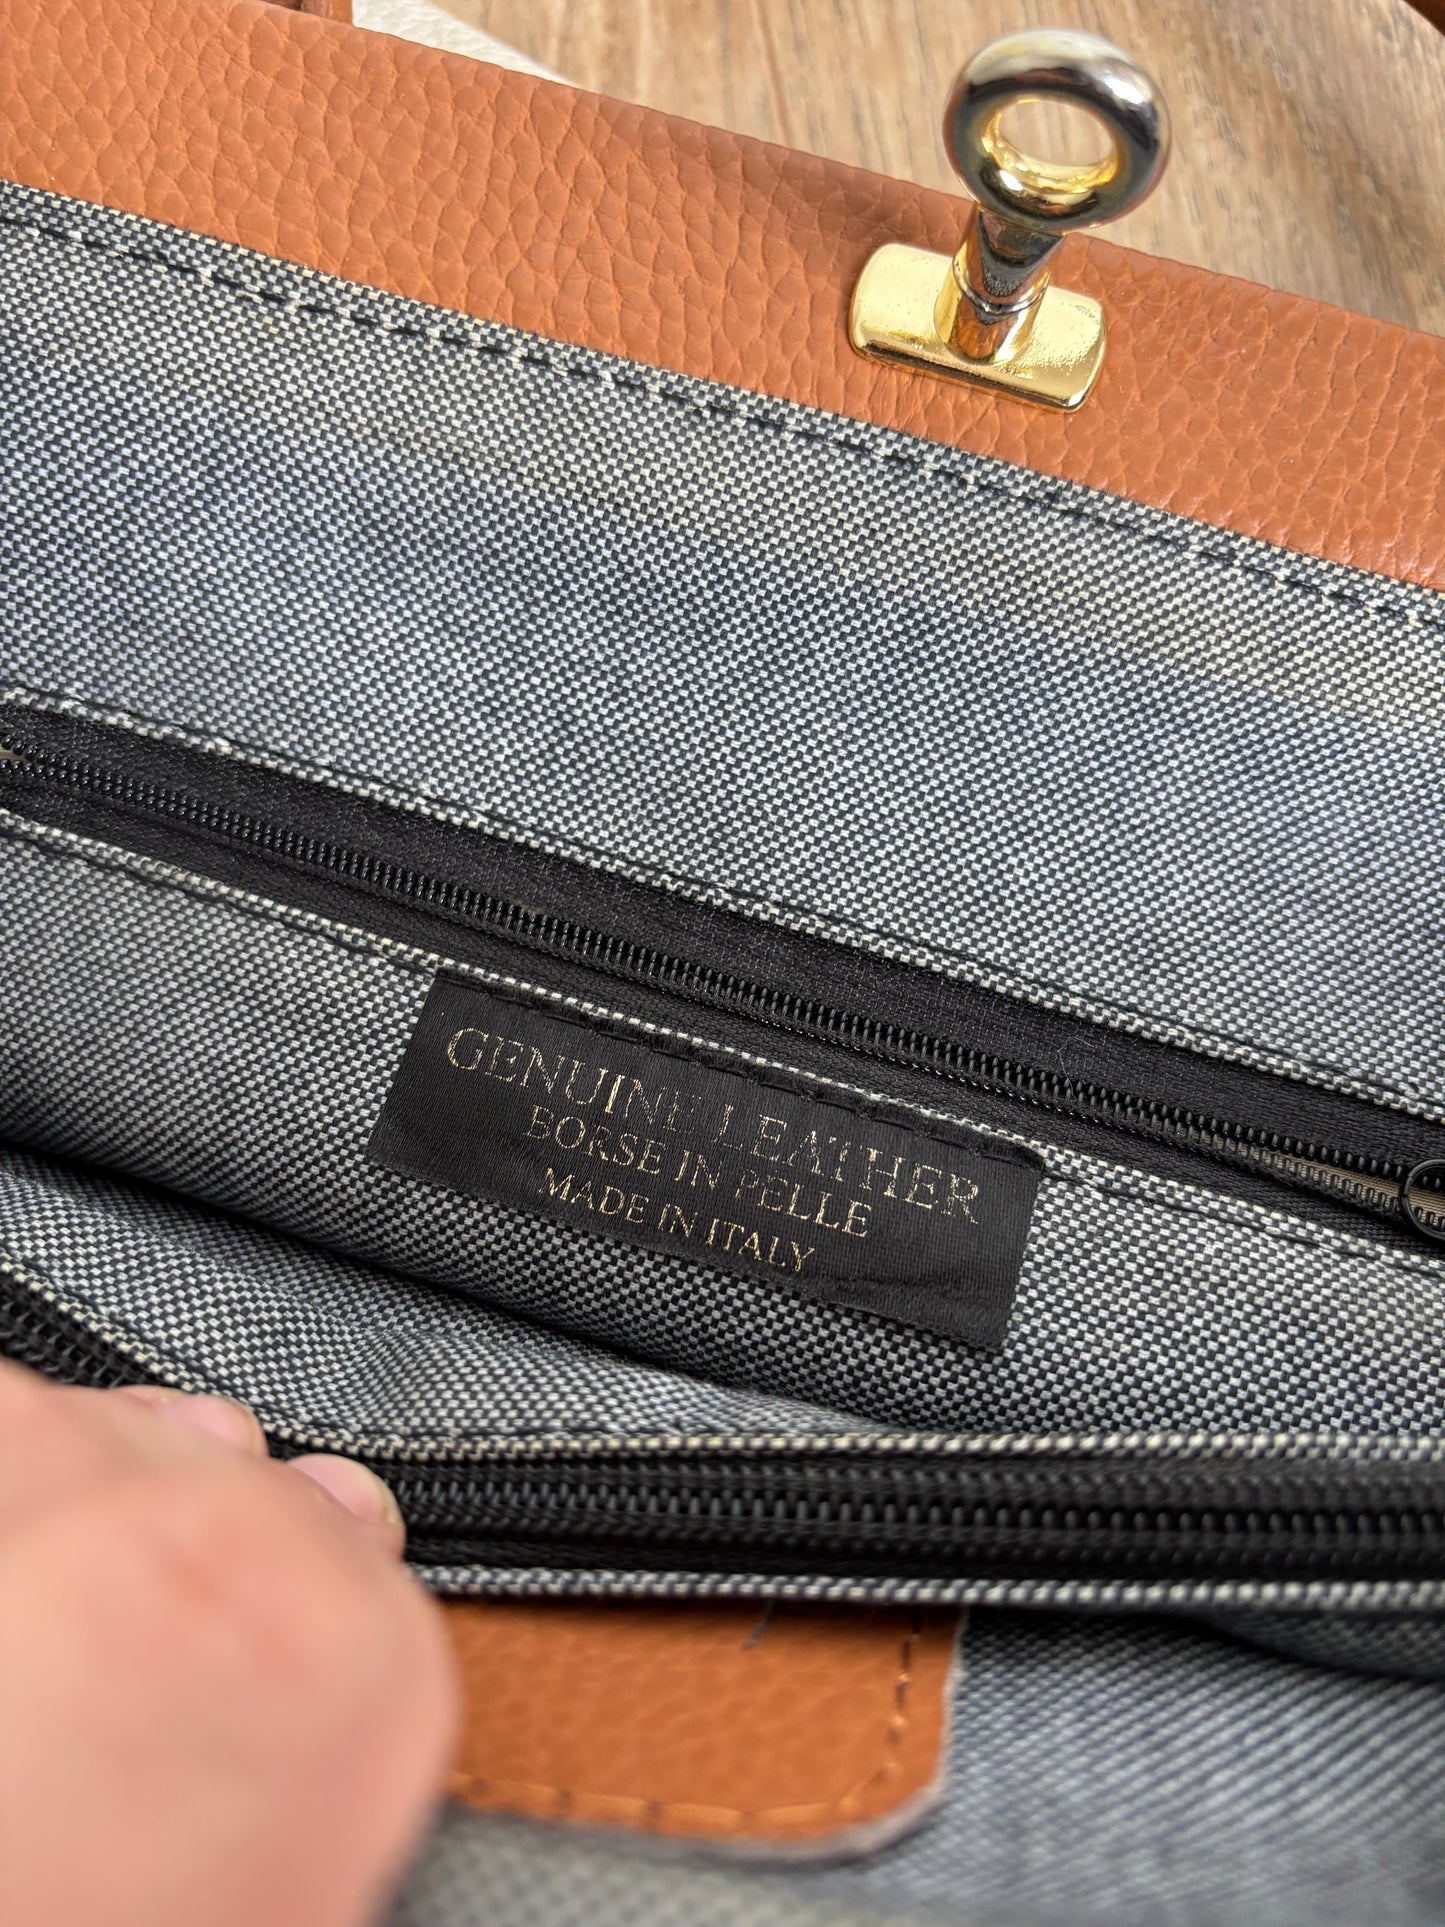 GENUINE LEATHER
BORSE IN PELLE
MADE IN ITALY